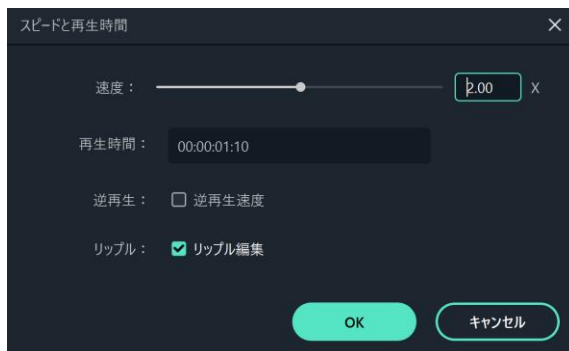 スピードと再生時間
速度： 2.00 X
再生時間： 00:00:01:10
逆再生： 逆再生速度
リップル： リップル編集
OK キャンセル